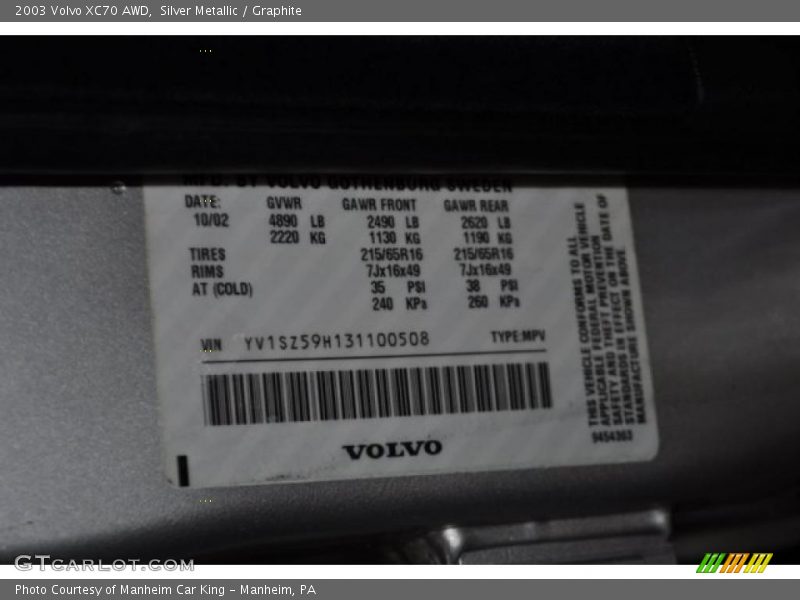 2003 Volvo XC70 AWD, Silver Metallic / Graphite
MFD. BY VOLVO GOTHENBURG SWEDEN
DATE: GVWR GAWR FRONT GAWR REAR
10/02 4890 LB 2490 LB 2620 LB
2220 KG 1130 KG 1190 KG
TIRES 215/65R16 215/65R16
RIMS 7Jx16x49 7Jx16x49
AT (COLD) 35 PSI 38 PSI
240 KPa 260 KPa
VIN YV1SZ59H131100508 TYPE:MPV
VOLVO
THIS VEHICLE CONFORMS TO ALL
APPLICABLE FEDERAL MOTOR VEHICLE
SAFETY AND THEFT PREVENTION
STANDARDS IN EFFECT ON THE DATE OF
MANUFACTURE SHOWN ABOVE
9454363
GTCarlot.com
Photo Courtesy of Manheim Car King - Manheim, PA